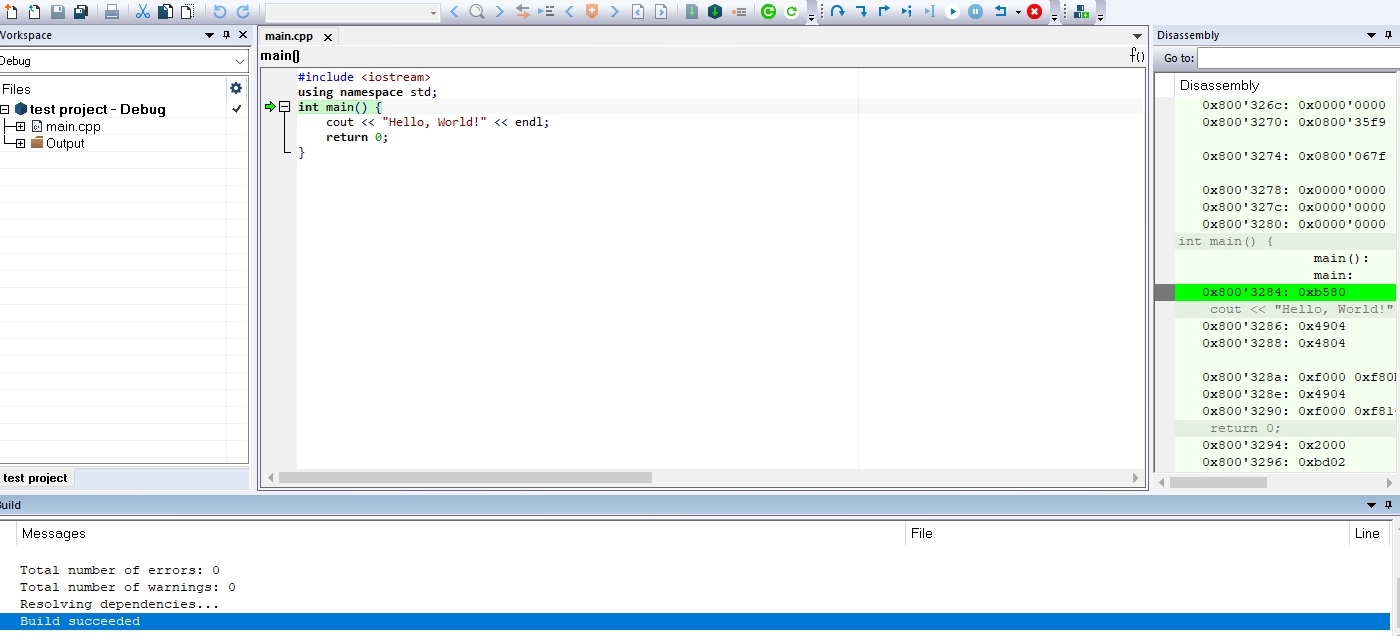 Workspace
Debug
Files
test project - Debug
main.cpp
Output
test project
main.cpp
main()
f()
#include <iostream>
using namespace std;
int main() {
cout << "Hello, World!" << endl;
return 0;
}
Disassembly
Go to:
Disassembly
0x800'326c: 0x0000'0000
0x800'3270: 0x0800'35f9
0x800'3274: 0x0800'067f
0x800'3278: 0x0000'0000
0x800'327c: 0x0000'0000
0x800'3280: 0x0000'0000
int main() {
main():
main:
0x800'3284: 0xb580
cout << "Hello, World!"
0x800'3286: 0x4904
0x800'3288: 0x4804
0x800'328a: 0xf000
0x800'328e: 0x4904
0x800'3290: 0xf000
return 0;
0x800'3294: 0x2000
0x800'3296: 0xbd02
Build
Messages
File
Line
Total number of errors: 0
Total number of warnings: 0
Resolving dependencies...
Build succeeded